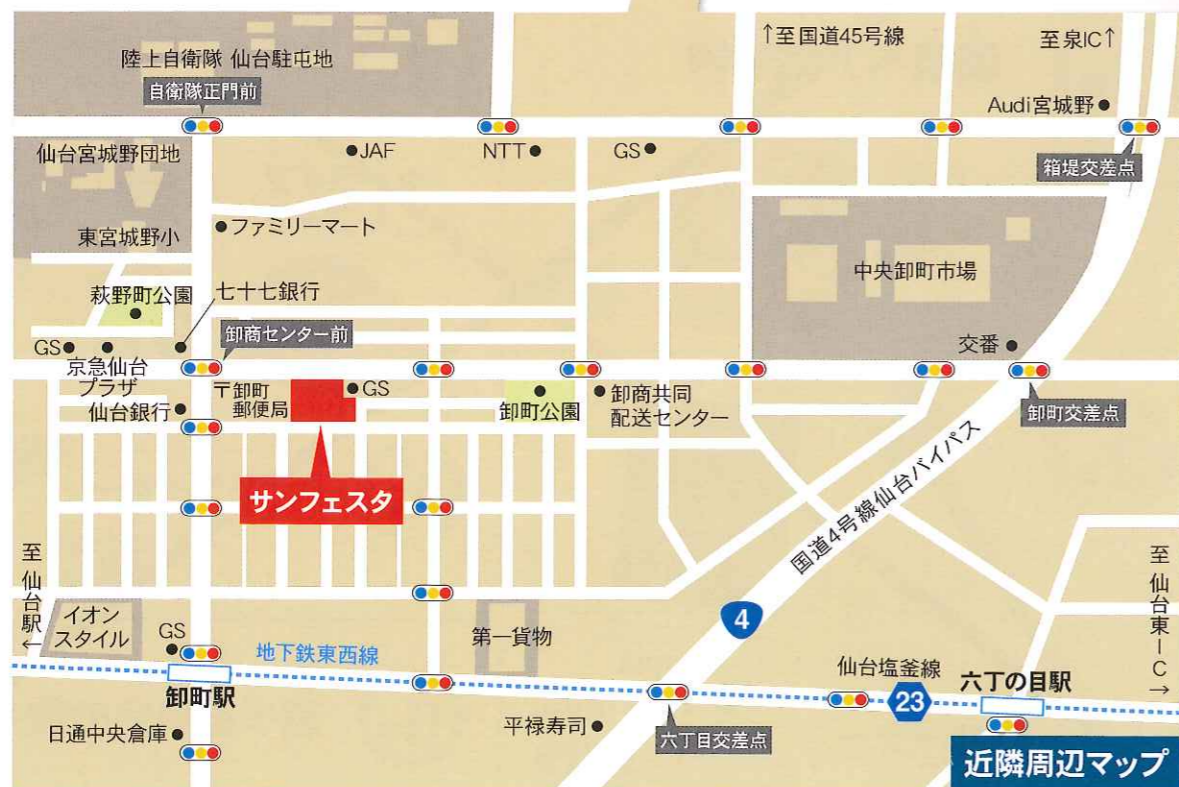 ↑至国道45号線
至泉IC↑
陸上自衛隊 仙台駐屯地
自衛隊正門前
Audi宮城野
仙台宮城野団地
JAF
NTT
GS
箱堤交差点
東宮城野小
ファミリーマート
中央卸町市場
萩野町公園
七十七銀行
卸商センター前
交番
GS
京急仙台
プラザ
仙台銀行
〒卸町
郵便局
GS
卸町公園
卸商共同
配送センター
卸町交差点
サンフェスタ
国道4号線仙台バイパス
至 仙台駅←
至 仙台東IC→
イオン
スタイル
GS
地下鉄東西線
第一貨物
4
仙台塩釜線
23
六丁の目駅
卸町駅
日通中央倉庫
平禄寿司
六丁目交差点
近隣周辺マップ